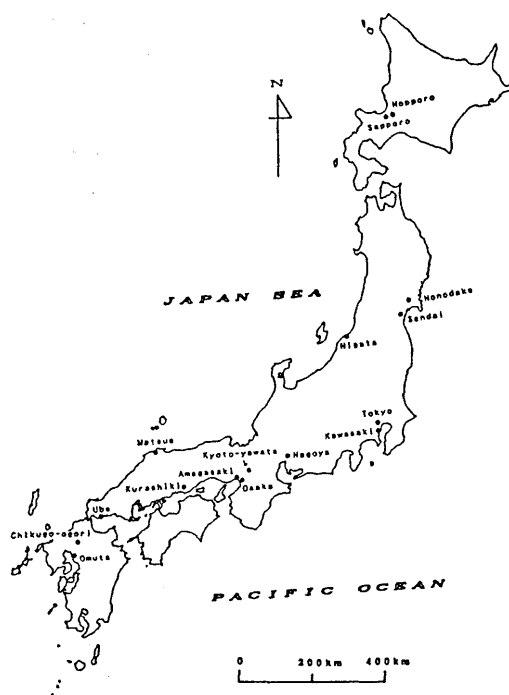 N
Nopporo
Sapporo
JAPAN SEA
Nonodake
Sendai
Niigata
Tokyo
Kawasaki
Matsue
Kyoto-yawata
Nagoya
Amagasaki
Kurashiki
Osaka
Ube
Chikugo-ogori
Omuta
PACIFIC OCEAN
0 200km 400km